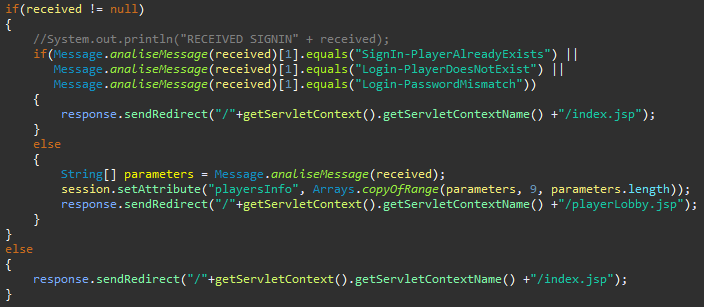 if(received != null)
{
    //System.out.println("RECEIVED SIGNIN" + received);
    if(Message.analiseMessage(received)[1].equals("SignIn-PlayerAlreadyExists") ||
       Message.analiseMessage(received)[1].equals("Login-PlayerDoesNotExist") ||
       Message.analiseMessage(received)[1].equals("Login-PasswordMismatch"))
    {
        response.sendRedirect("/"+getServletContext().getServletContextName() +"/index.jsp");
    }
    else
    {
        String[] parameters = Message.analiseMessage(received);
        session.setAttribute("playersInfo", Arrays.copyOfRange(parameters, 9, parameters.length));
        response.sendRedirect("/"+getServletContext().getServletContextName() +"/playerLobby.jsp");
    }
}
else
{
    response.sendRedirect("/"+getServletContext().getServletContextName() +"/index.jsp");
}